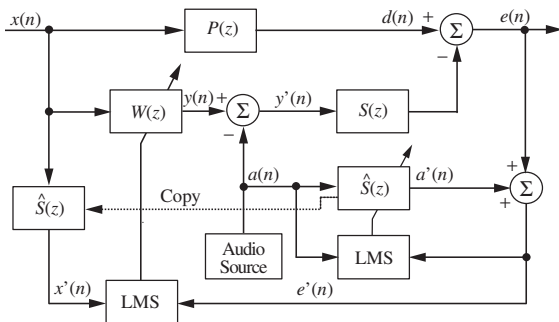 x(n)
P(z)
d(n)
+
Σ
e(n)
−
W(z)
y(n)
+
Σ
y'(n)
S(z)
−
a(n)
Ŝ(z)
a'(n)
+
Σ
+
Ŝ(z)
Copy
Audio
Source
LMS
x'(n)
LMS
e'(n)